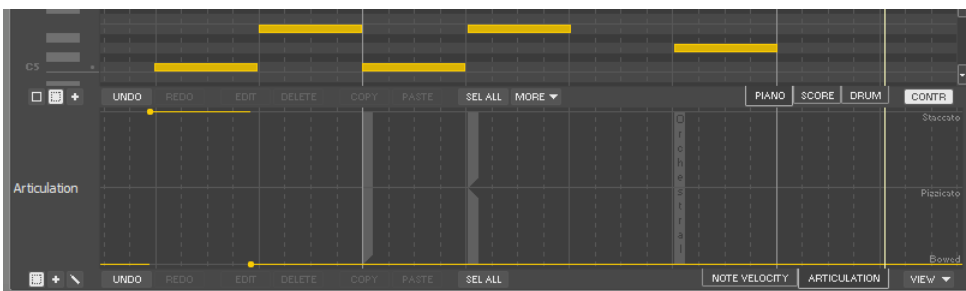 C5
UNDO REDO EDIT DELETE COPY PASTE SEL ALL MORE PIANO SCORE DRUM CONTR
Staccato
Orchestral
Articulation
Pizzicato
Bowed
UNDO REDO EDIT DELETE COPY PASTE SEL ALL NOTE VELOCITY ARTICULATION VIEW